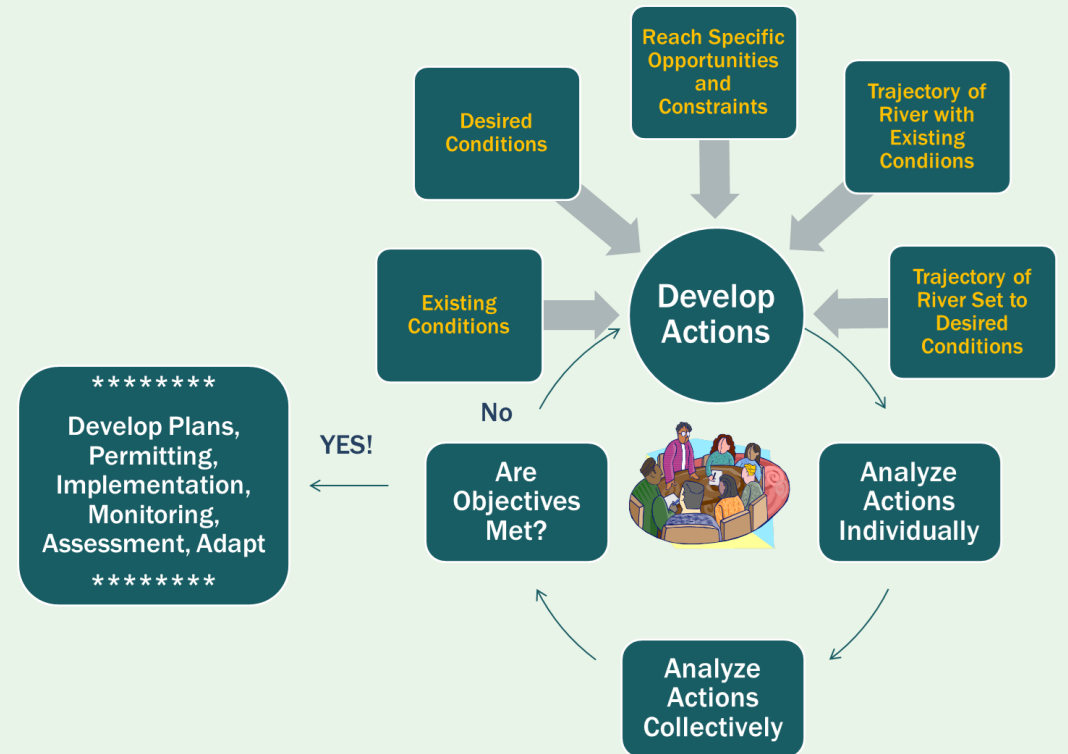 Reach Specific
Opportunities
and
Constraints
Trajectory of
River with
Existing
Condiions
Desired
Conditions
Existing
Conditions
Develop
Actions
Trajectory of
River Set to
Desired
Conditions
No
YES!
********
Develop Plans,
Permitting,
Implementation,
Monitoring,
Assessment, Adapt
********
Are
Objectives
Met?
Analyze
Actions
Individually
Analyze
Actions
Collectively